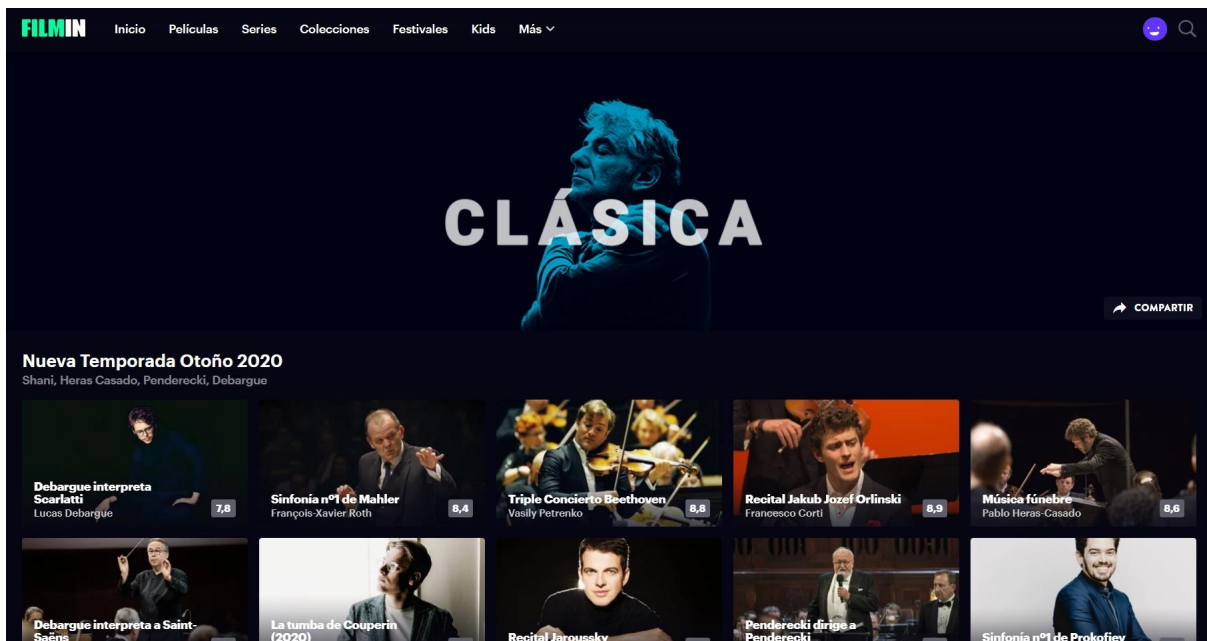 FILMIN
Inicio Películas Series Colecciones Festivales Kids Más
CLÁSICA
COMPARTIR
Nueva Temporada Otoño 2020
Shani, Heras Casado, Penderecki, Debargue
Debargue interpreta
Scarlatti
Lucas Debargue
7,8
Sinfonía nº1 de Mahler
François-Xavier Roth
8,4
Triple Concierto Beethoven
Vasily Petrenko
8,8
Recital Jakub Jozef Orlinski
Francesco Corti
8,9
Música fúnebre
Pablo Heras-Casado
8,6
Debargue interpreta a Saint-
Saëns
La tumba de Couperin
(2020)
Recital Jaroussky
Penderecki dirige a
Penderecki
Sinfonía nº1 de Prokofiev